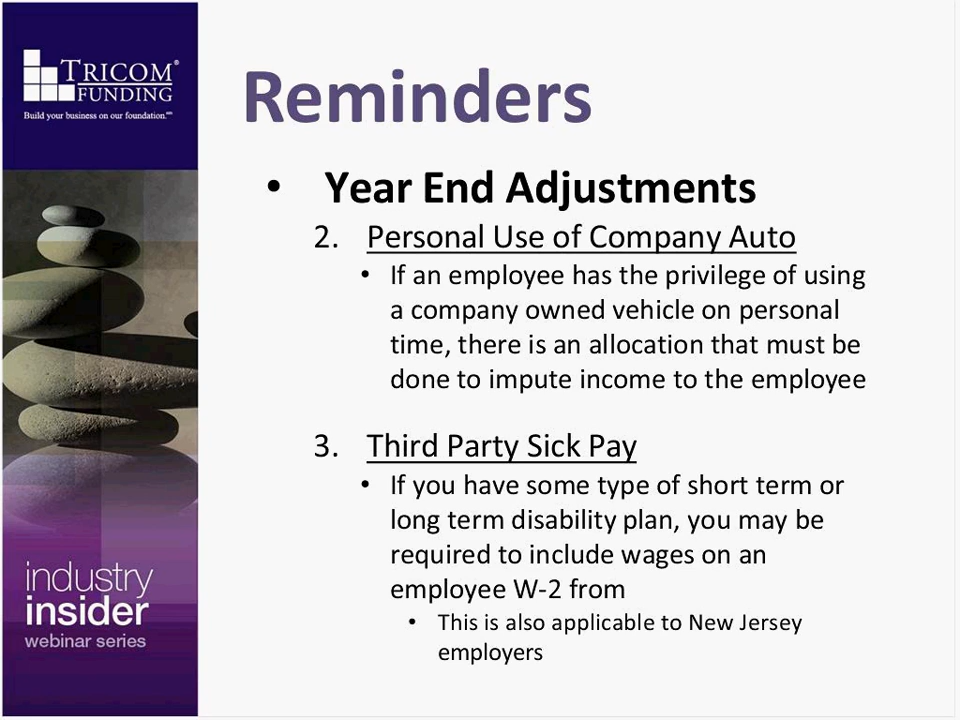 TRICOM®
FUNDING
Build your business on our foundation.℠
Reminders
• Year End Adjustments
2. Personal Use of Company Auto
• If an employee has the privilege of using
a company owned vehicle on personal
time, there is an allocation that must be
done to impute income to the employee
3. Third Party Sick Pay
• If you have some type of short term or
long term disability plan, you may be
required to include wages on an
employee W-2 from
• This is also applicable to New Jersey
employers
industry
insider
webinar series